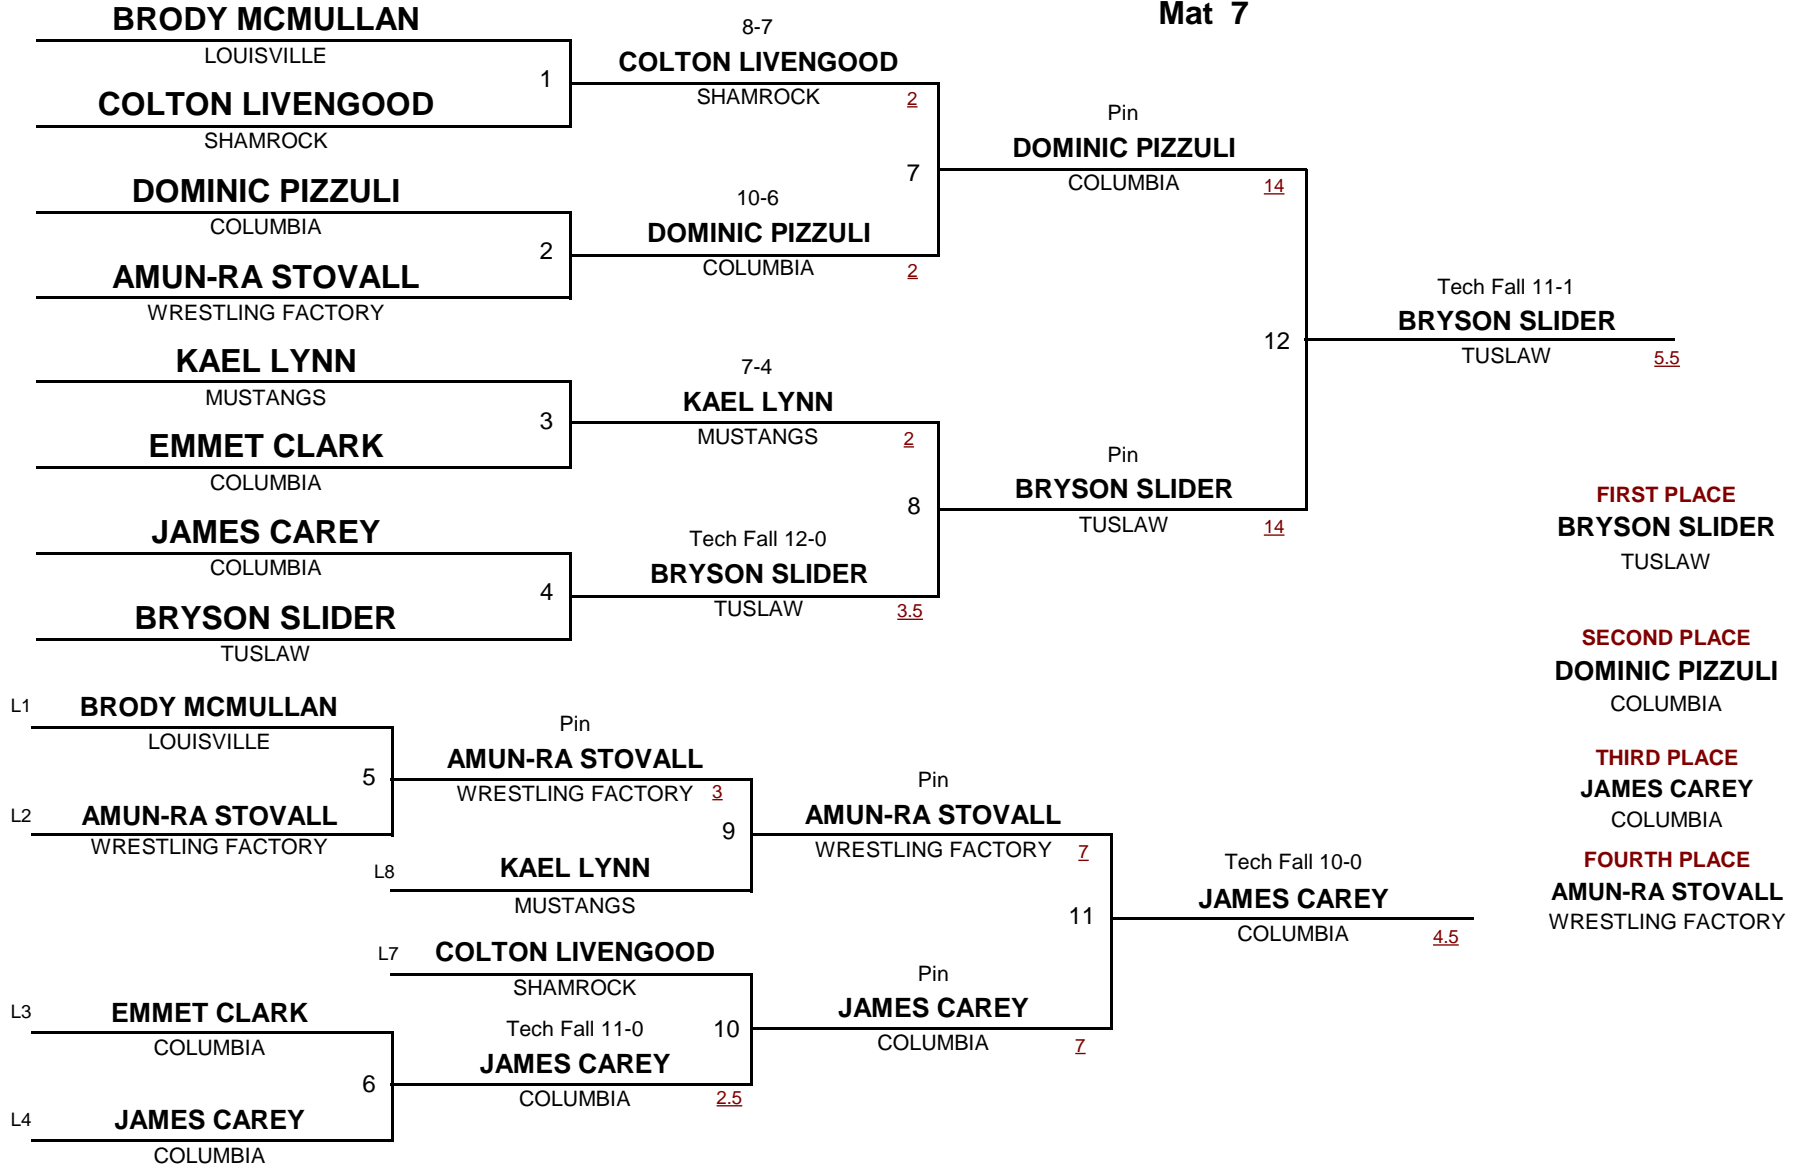 Mat 7
BRODY MCMULLAN
LOUISVILLE
1
COLTON LIVENGOOD
SHAMROCK
8-7
COLTON LIVENGOOD
SHAMROCK
2
DOMINIC PIZZULI
COLUMBIA
2
AMUN-RA STOVALL
WRESTLING FACTORY
10-6
DOMINIC PIZZULI
COLUMBIA
2
7
Pin
DOMINIC PIZZULI
COLUMBIA
14
KAEL LYNN
MUSTANGS
3
EMMET CLARK
COLUMBIA
7-4
KAEL LYNN
MUSTANGS
2
JAMES CAREY
COLUMBIA
4
BRYSON SLIDER
TUSLAW
Tech Fall 12-0
BRYSON SLIDER
TUSLAW
3.5
8
Pin
BRYSON SLIDER
TUSLAW
14
12
Tech Fall 11-1
BRYSON SLIDER
TUSLAW
5.5
FIRST PLACE
BRYSON SLIDER
TUSLAW
SECOND PLACE
DOMINIC PIZZULI
COLUMBIA
THIRD PLACE
JAMES CAREY
COLUMBIA
FOURTH PLACE
AMUN-RA STOVALL
WRESTLING FACTORY
L1
BRODY MCMULLAN
LOUISVILLE
5
L2
AMUN-RA STOVALL
WRESTLING FACTORY
Pin
AMUN-RA STOVALL
WRESTLING FACTORY
3
9
L8
KAEL LYNN
MUSTANGS
Pin
AMUN-RA STOVALL
WRESTLING FACTORY
7
L7
COLTON LIVENGOOD
SHAMROCK
L3
EMMET CLARK
COLUMBIA
6
L4
JAMES CAREY
COLUMBIA
Tech Fall 11-0
JAMES CAREY
COLUMBIA
2.5
10
Pin
JAMES CAREY
COLUMBIA
7
11
Tech Fall 10-0
JAMES CAREY
COLUMBIA
4.5